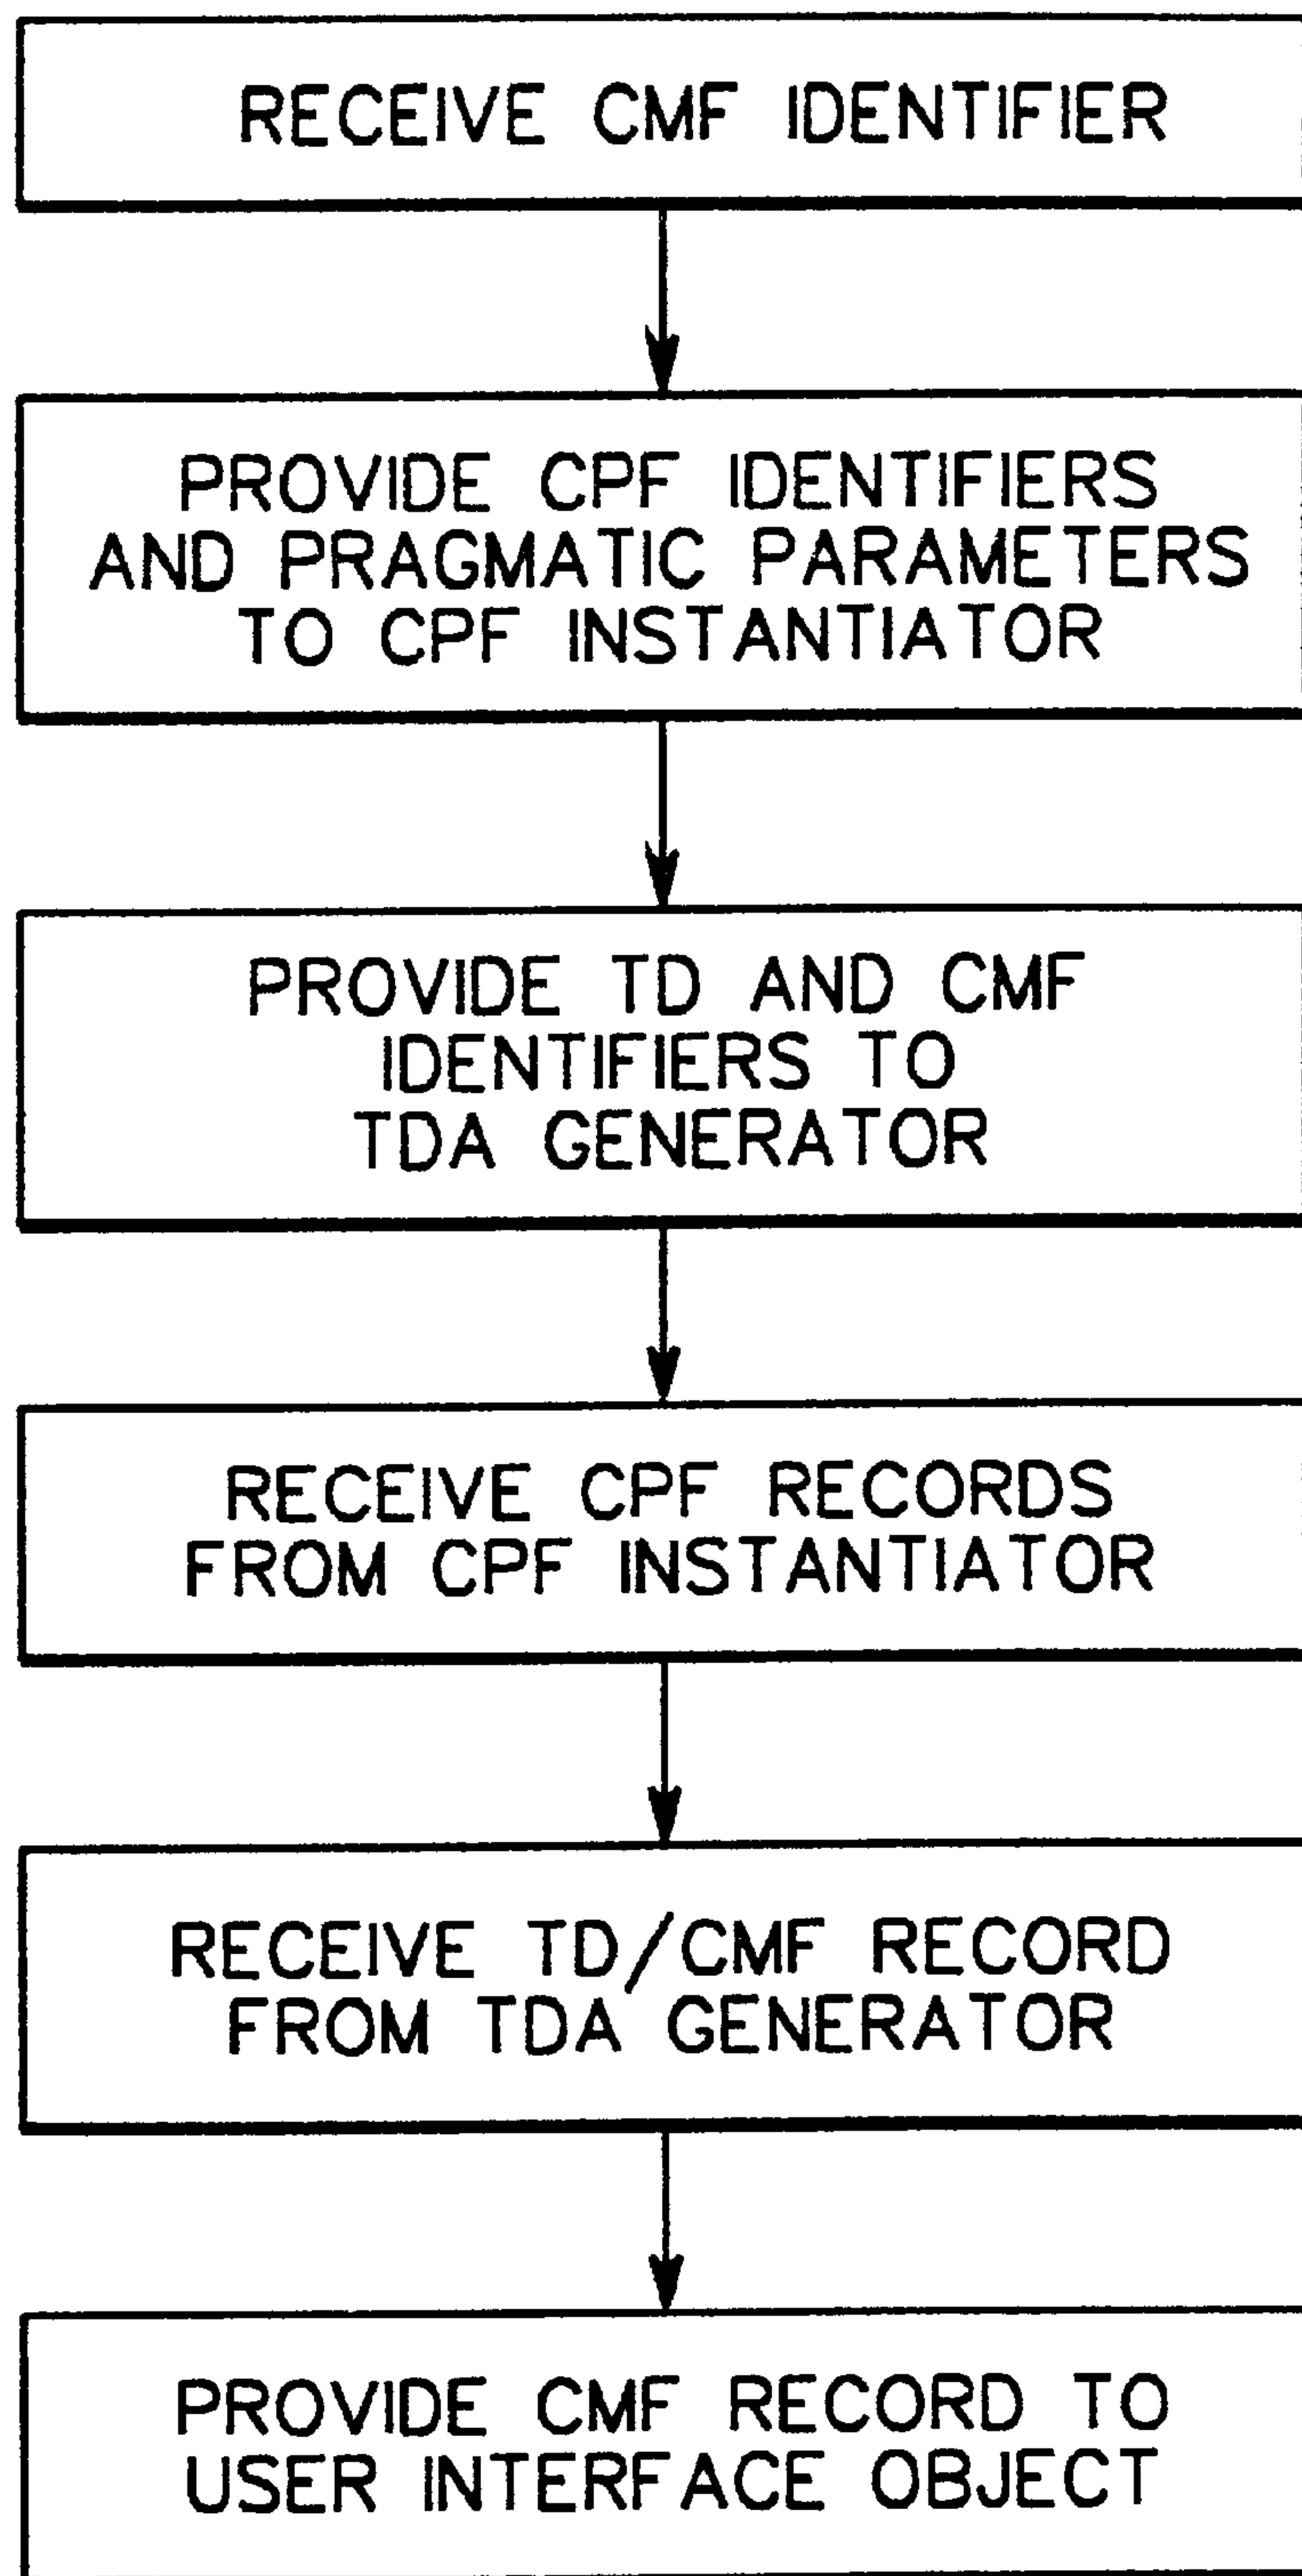 RECEIVE CMF IDENTIFIER
PROVIDE CPF IDENTIFIERS
AND PRAGMATIC PARAMETERS
TO CPF INSTANTIATOR
PROVIDE TD AND CMF
IDENTIFIERS TO
TDA GENERATOR
RECEIVE CPF RECORDS
FROM CPF INSTANTIATOR
RECEIVE TD/CMF RECORD
FROM TDA GENERATOR
PROVIDE CMF RECORD TO
USER INTERFACE OBJECT